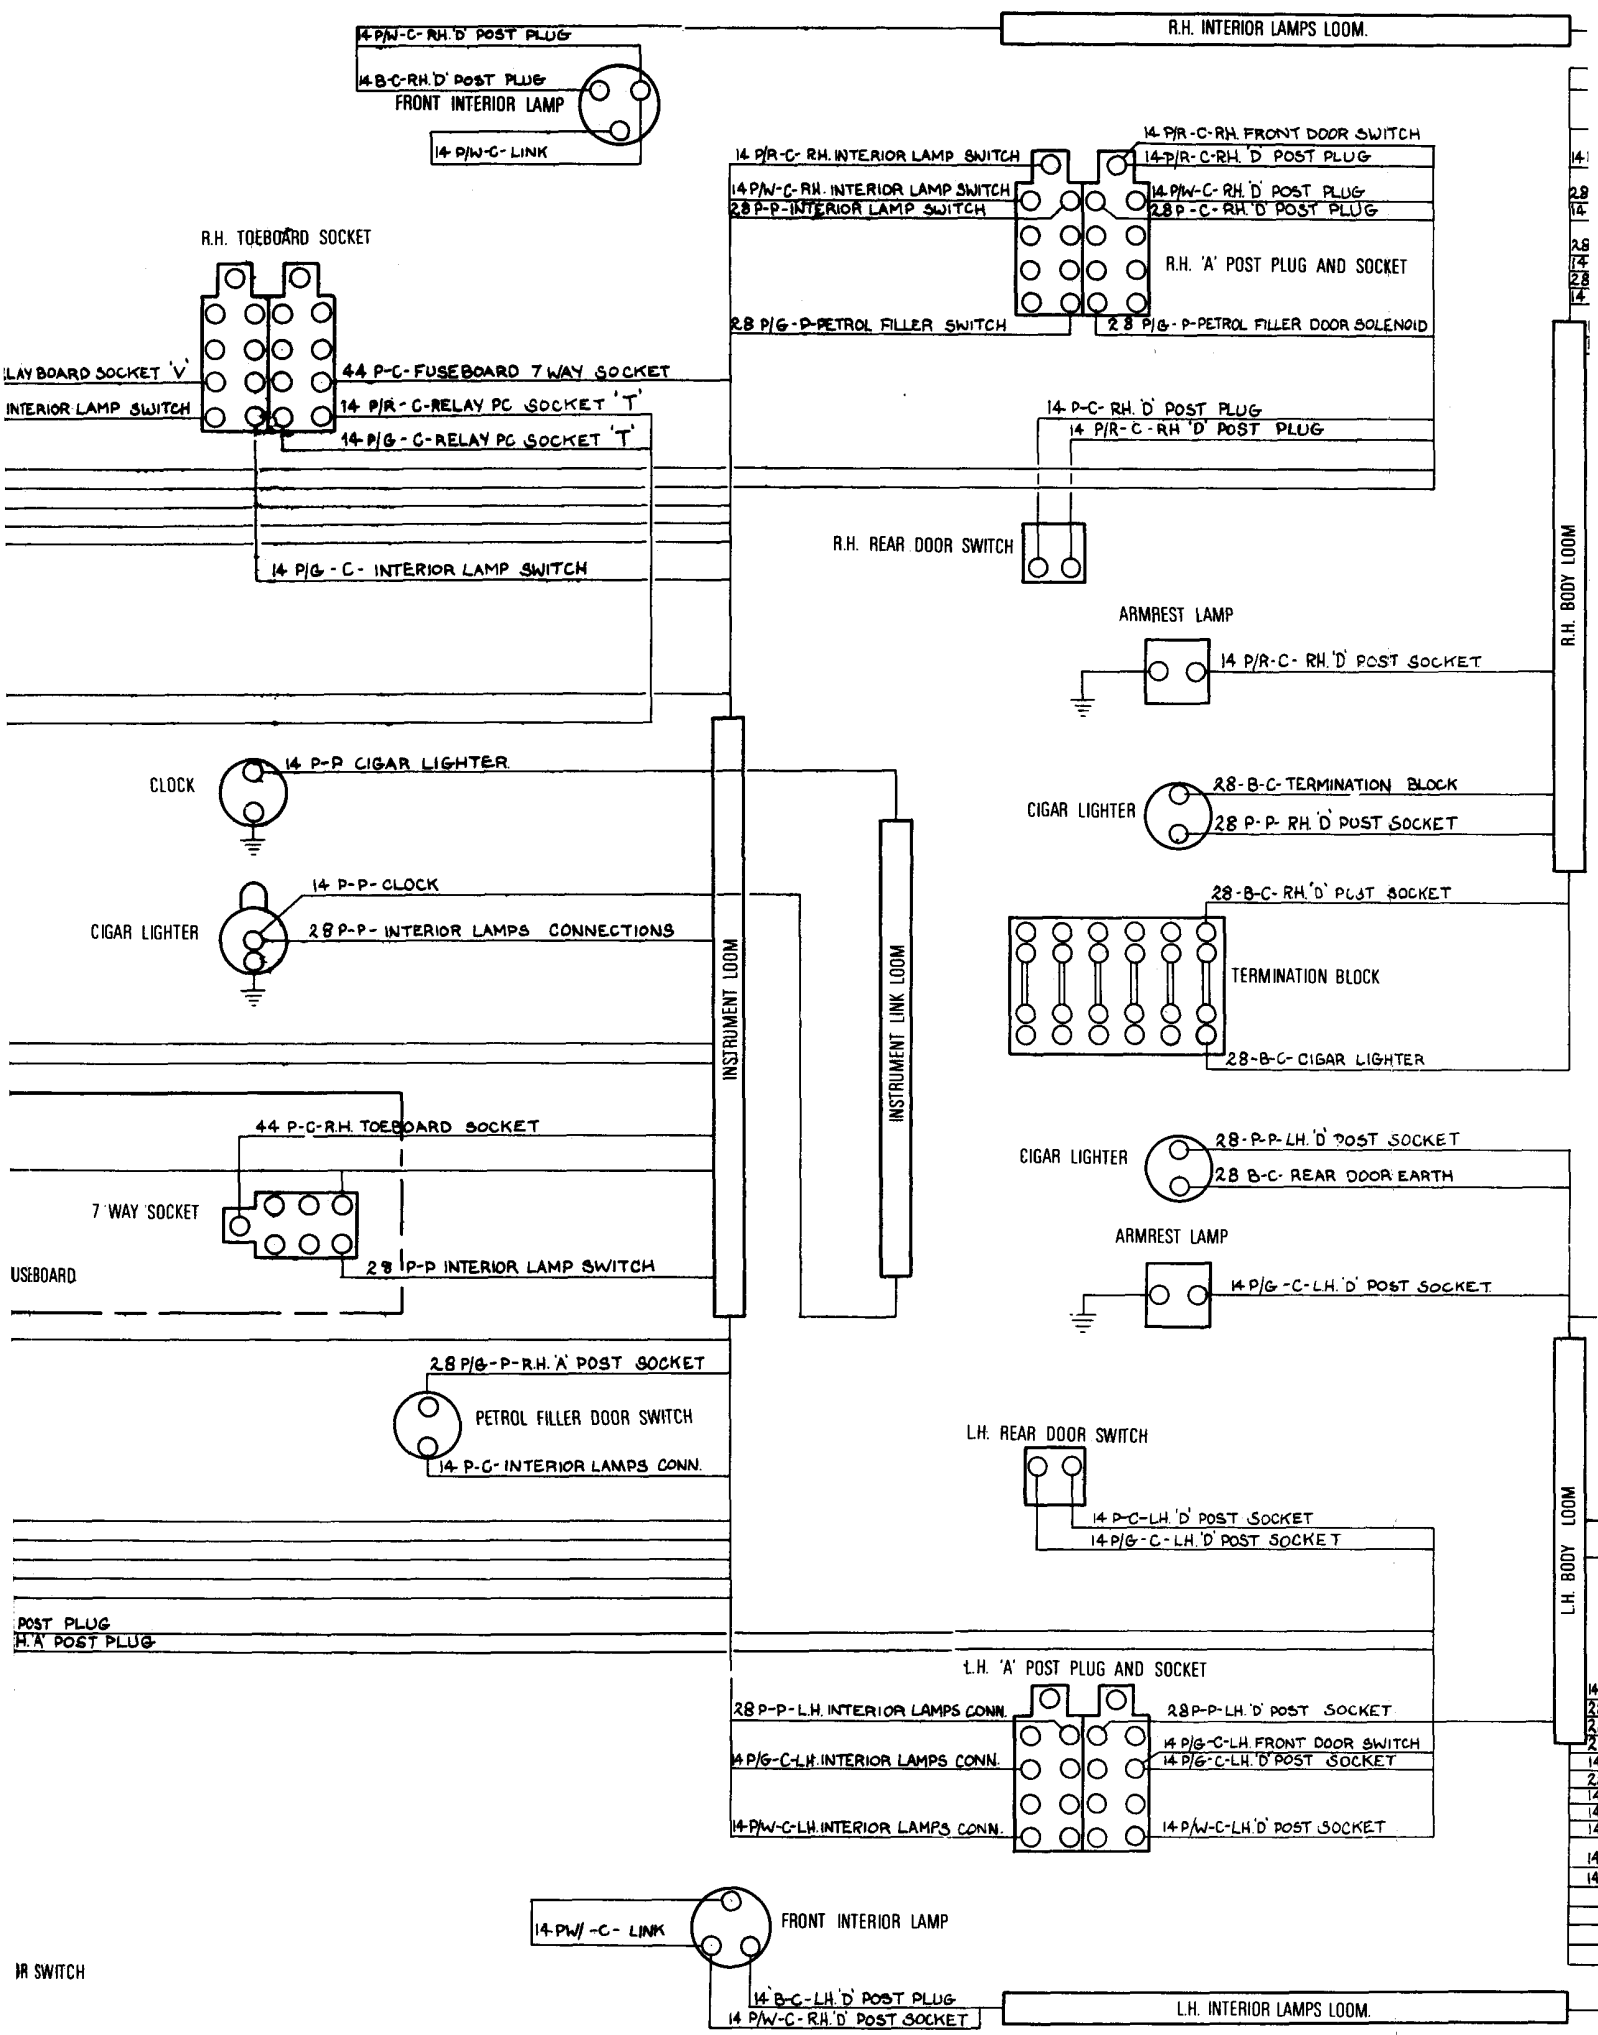 R.H. INTERIOR LAMPS LOOM.
14 P/W-C-RH.'D' POST PLUG
14 B-C-RH.'D' POST PLUG
FRONT INTERIOR LAMP
14 P/W-C-LINK
14 P/R-C-RH. FRONT DOOR SWITCH
14 P/R-C-RH. INTERIOR LAMP SWITCH
14 P/R-C-RH. 'D' POST PLUG
14 P/W-C-RH. INTERIOR LAMP SWITCH
14 P/W-C-RH. 'D' POST PLUG
28 P-P-INTERIOR LAMP SWITCH
28 P-C-RH.'D' POST PLUG
R.H. 'A' POST PLUG AND SOCKET
28 P/G-P-PETROL FILLER SWITCH
28 P/G-P-PETROL FILLER DOOR SOLENOID
R.H. TOEBOARD SOCKET
LAY BOARD SOCKET 'V'
44 P-C-FUSEBOARD 7 WAY SOCKET
INTERIOR LAMP SWITCH
14 P/R-C-RELAY PC SOCKET 'T'
14 P/G-C-RELAY PC SOCKET 'T'
14 P/G-C-INTERIOR LAMP SWITCH
14 P-C-RH.'D' POST PLUG
14 P/R-C-RH 'D' POST PLUG
R.H. REAR DOOR SWITCH
R.H. BODY LOOM
ARMREST LAMP
14 P/R-C-RH.'D' POST SOCKET
CLOCK
14 P-P CIGAR LIGHTER.
CIGAR LIGHTER
28-B-C-TERMINATION BLOCK
28 P-P-RH.'D' POST SOCKET
14 P-P-CLOCK
CIGAR LIGHTER
28 P-P-INTERIOR LAMPS CONNECTIONS
INSTRUMENT LOOM
INSTRUMENT LINK LOOM
28-B-C-RH.'D' POST SOCKET
TERMINATION BLOCK
28-B-C-CIGAR LIGHTER
44 P-C-R.H. TOEBOARD SOCKET
7 WAY SOCKET
28 P-P INTERIOR LAMP SWITCH
USEBOARD
CIGAR LIGHTER
28-P-P-LH.'D' POST SOCKET
28 B-C-REAR DOOR EARTH
ARMREST LAMP
14 P/G-C-LH.'D' POST SOCKET
28 P/G-P-R.H.'A' POST SOCKET
PETROL FILLER DOOR SWITCH
14 P-C-INTERIOR LAMPS CONN.
L.H. REAR DOOR SWITCH
14 P-C-LH.'D' POST SOCKET
14 P/G-C-LH.'D' POST SOCKET
L.H. BODY LOOM
POST PLUG
H.'A' POST PLUG
L.H. 'A' POST PLUG AND SOCKET
28 P-P-L.H. INTERIOR LAMPS CONN.
28 P-P-LH.'D' POST SOCKET
14 P/G-C-LH. FRONT DOOR SWITCH
14 P/G-C-LH. INTERIOR LAMPS CONN.
14 P/G-C-LH.'D' POST SOCKET
14 P/W-C-LH. INTERIOR LAMPS CONN.
14 P/W-C-LH.'D' POST SOCKET
FRONT INTERIOR LAMP
14 PW/-C-LINK
R SWITCH
14 B-C-LH.'D' POST PLUG
14 P/W-C-R.H.'D' POST SOCKET
L.H. INTERIOR LAMPS LOOM.